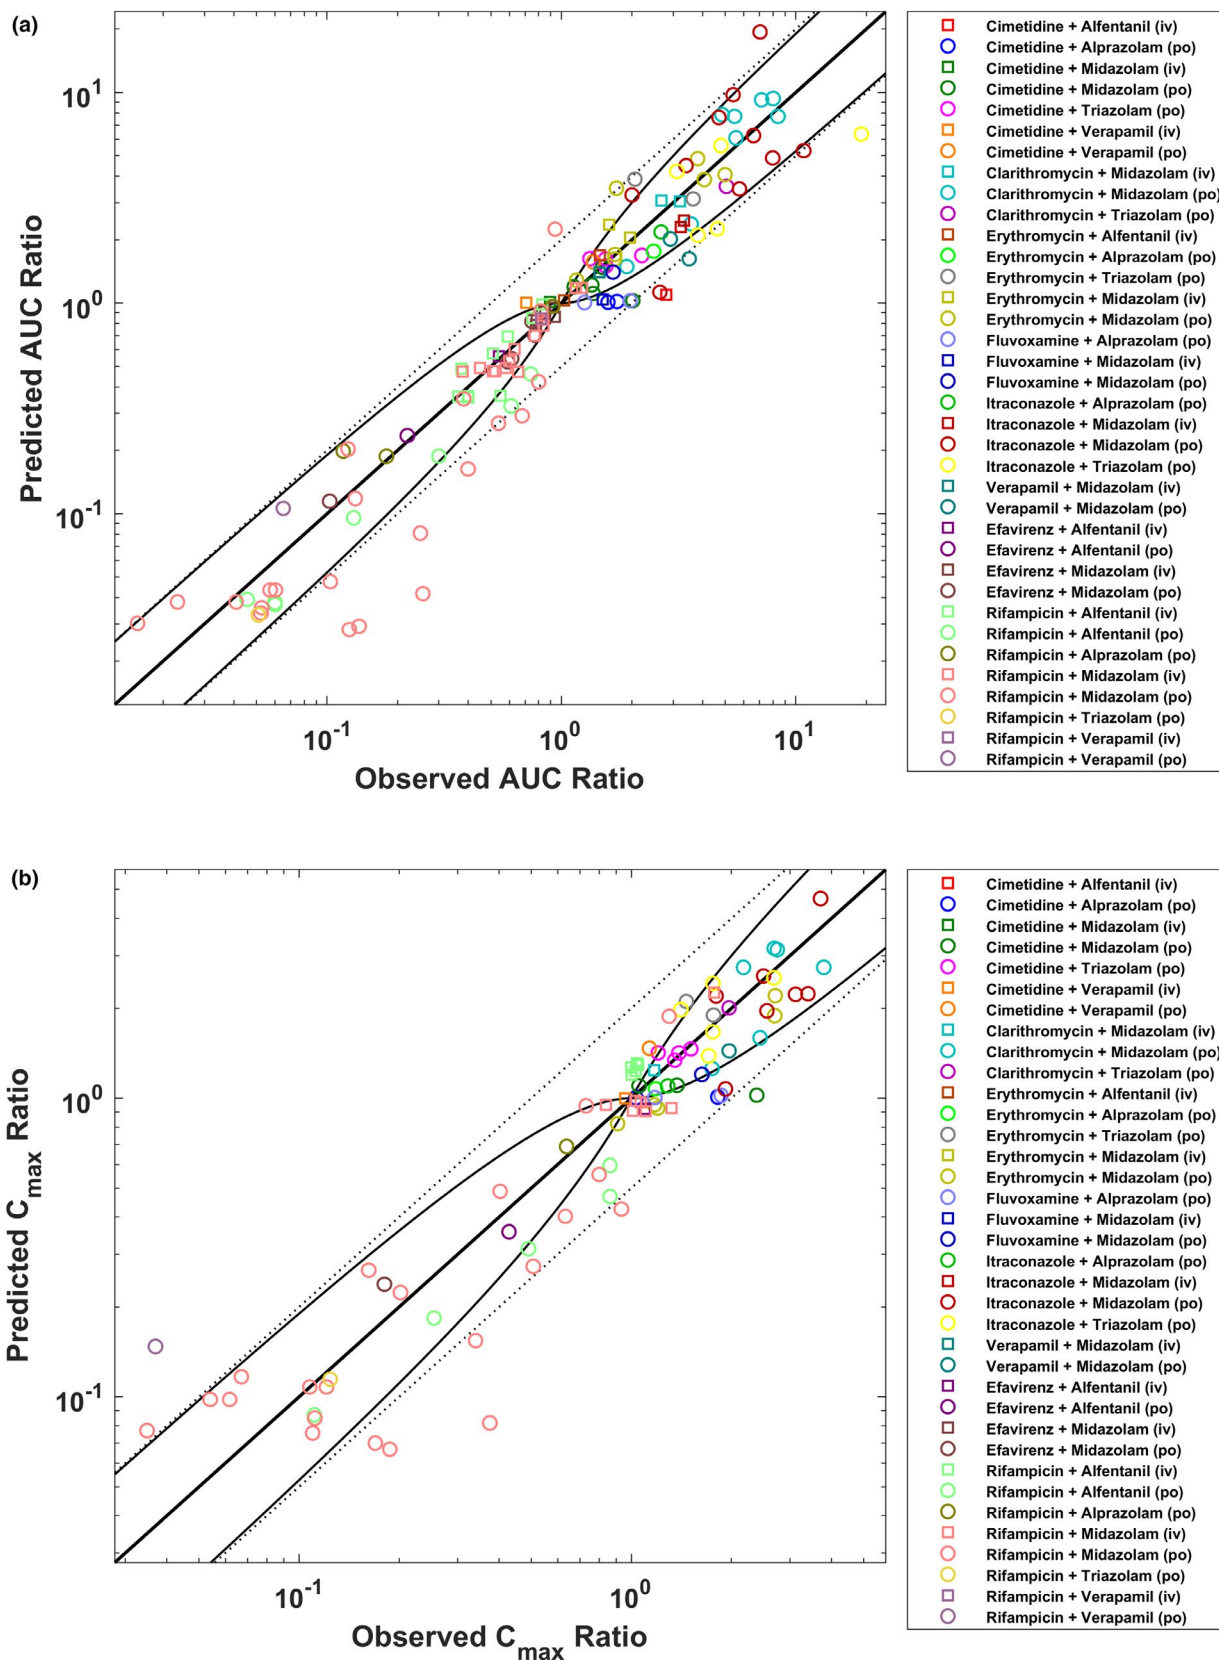 (a)
Predicted AUC Ratio
10¹
10⁰
10⁻¹
10⁻¹
10⁰
10¹
Observed AUC Ratio
Cimetidine + Alfentanil (iv)
Cimetidine + Alprazolam (po)
Cimetidine + Midazolam (iv)
Cimetidine + Midazolam (po)
Cimetidine + Triazolam (po)
Cimetidine + Verapamil (iv)
Cimetidine + Verapamil (po)
Clarithromycin + Midazolam (iv)
Clarithromycin + Midazolam (po)
Clarithromycin + Triazolam (po)
Erythromycin + Alfentanil (iv)
Erythromycin + Alprazolam (po)
Erythromycin + Triazolam (po)
Erythromycin + Midazolam (iv)
Erythromycin + Midazolam (po)
Fluvoxamine + Alprazolam (po)
Fluvoxamine + Midazolam (iv)
Fluvoxamine + Midazolam (po)
Itraconazole + Alprazolam (po)
Itraconazole + Midazolam (iv)
Itraconazole + Midazolam (po)
Itraconazole + Triazolam (po)
Verapamil + Midazolam (iv)
Verapamil + Midazolam (po)
Efavirenz + Alfentanil (iv)
Efavirenz + Alfentanil (po)
Efavirenz + Midazolam (iv)
Efavirenz + Midazolam (po)
Rifampicin + Alfentanil (iv)
Rifampicin + Alfentanil (po)
Rifampicin + Alprazolam (po)
Rifampicin + Midazolam (iv)
Rifampicin + Midazolam (po)
Rifampicin + Triazolam (po)
Rifampicin + Verapamil (iv)
Rifampicin + Verapamil (po)
(b)
Predicted Cmax Ratio
10⁰
10⁻¹
10⁻¹
10⁰
Observed Cmax Ratio
Cimetidine + Alfentanil (iv)
Cimetidine + Alprazolam (po)
Cimetidine + Midazolam (iv)
Cimetidine + Midazolam (po)
Cimetidine + Triazolam (po)
Cimetidine + Verapamil (iv)
Cimetidine + Verapamil (po)
Clarithromycin + Midazolam (iv)
Clarithromycin + Midazolam (po)
Clarithromycin + Triazolam (po)
Erythromycin + Alfentanil (iv)
Erythromycin + Alprazolam (po)
Erythromycin + Triazolam (po)
Erythromycin + Midazolam (iv)
Erythromycin + Midazolam (po)
Fluvoxamine + Alprazolam (po)
Fluvoxamine + Midazolam (iv)
Fluvoxamine + Midazolam (po)
Itraconazole + Alprazolam (po)
Itraconazole + Midazolam (iv)
Itraconazole + Midazolam (po)
Itraconazole + Triazolam (po)
Verapamil + Midazolam (iv)
Verapamil + Midazolam (po)
Efavirenz + Alfentanil (iv)
Efavirenz + Alfentanil (po)
Efavirenz + Midazolam (iv)
Efavirenz + Midazolam (po)
Rifampicin + Alfentanil (iv)
Rifampicin + Alfentanil (po)
Rifampicin + Alprazolam (po)
Rifampicin + Midazolam (iv)
Rifampicin + Midazolam (po)
Rifampicin + Triazolam (po)
Rifampicin + Verapamil (iv)
Rifampicin + Verapamil (po)